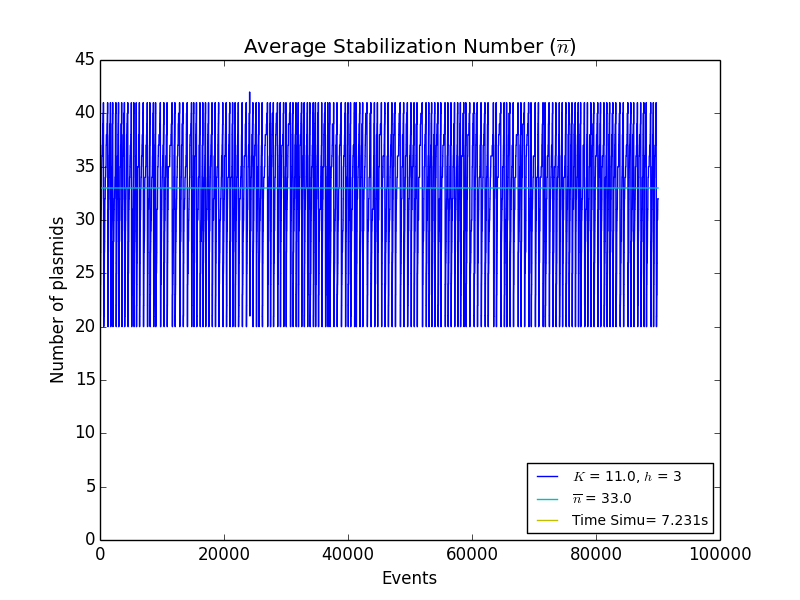 Average Stabilization Number (n̅)
45
40
35
30
25
20
15
10
5
0
Number of plasmids
0 20000 40000 60000 80000 100000
Events
K = 11.0, h = 3
n̅ = 33.0
Time Simu= 7.231s